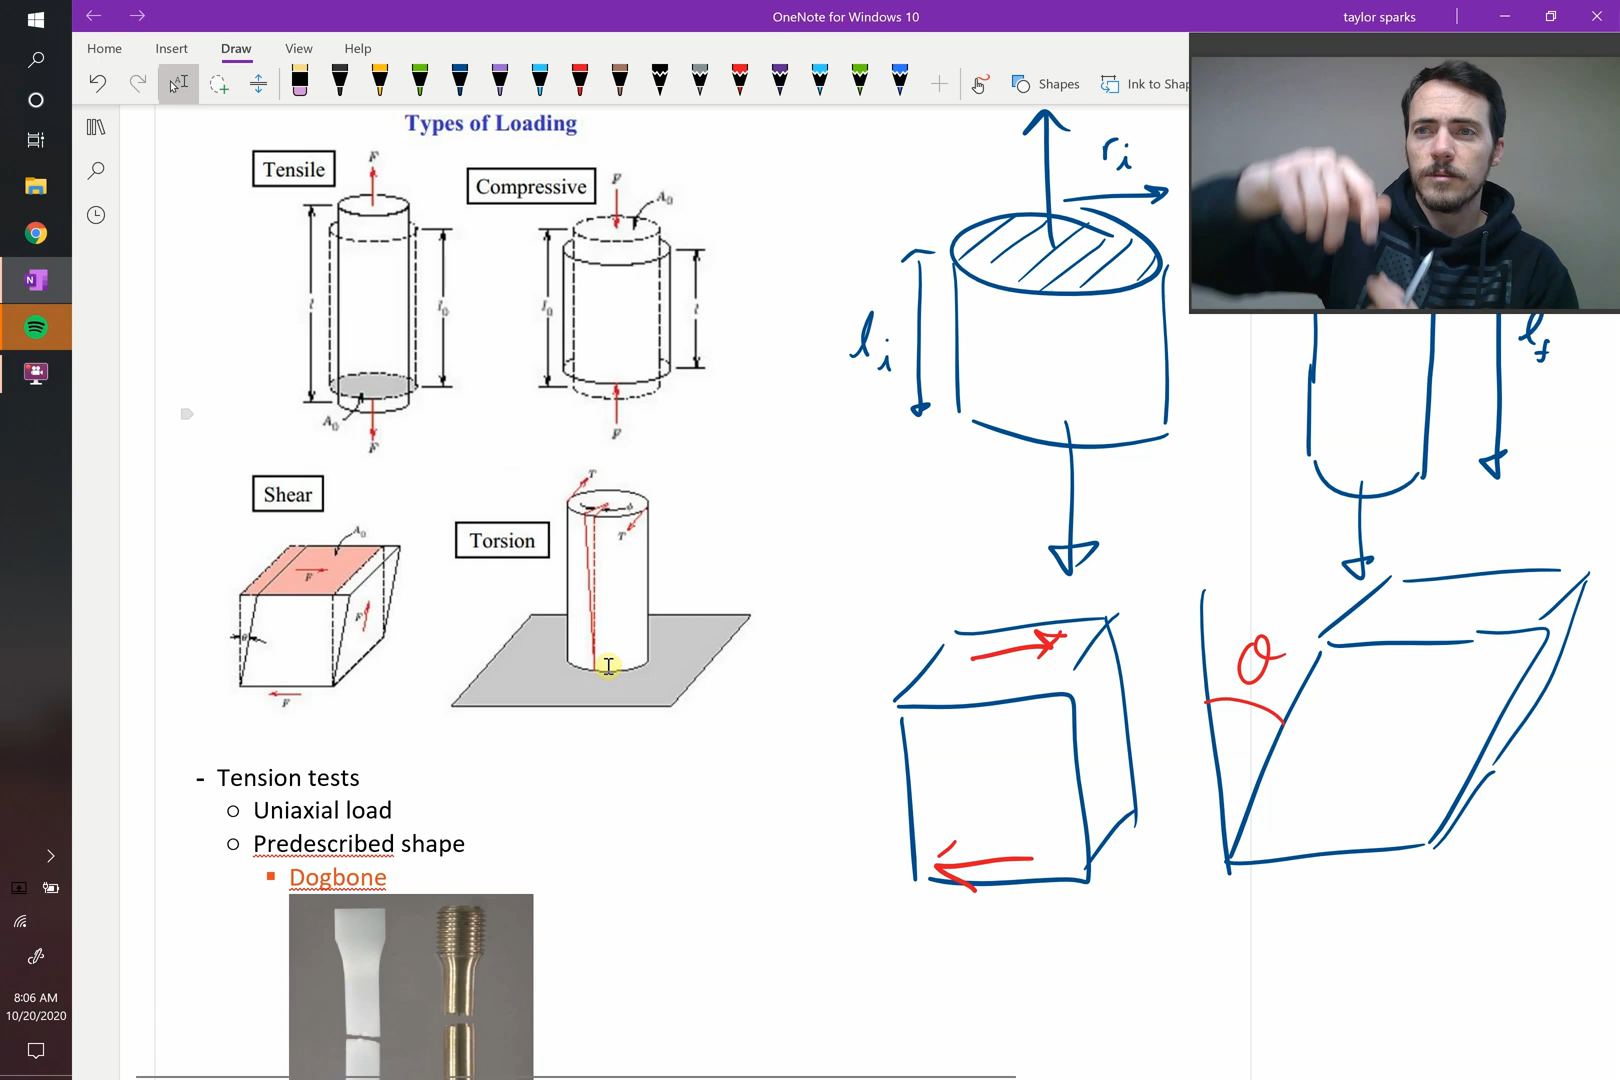 OneNote for Windows 10
taylor sparks
Home Insert Draw View Help
Shapes
Ink to Shap
Types of Loading
Tensile
F
Compressive
F
A₀
l
l₀
l₀
l
A₀
F
F
Shear
A₀
F
F
θ
F
Torsion
T
T
rᵢ
lᵢ
l_f
θ
- Tension tests
○ Uniaxial load
○ Predescribed shape
▪ Dogbone
8:06 AM
10/20/2020